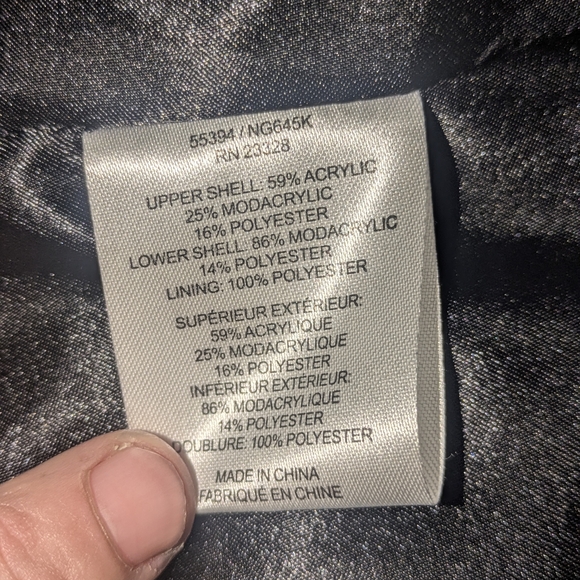 55394 / NG645K
RN 23328
UPPER SHELL: 59% ACRYLIC
25% MODACRYLIC
16% POLYESTER
LOWER SHELL: 86% MODACRYLIC
14% POLYESTER
LINING: 100% POLYESTER
SUPÉRIEUR EXTÉRIEUR:
59% ACRYLIQUE
25% MODACRYLIQUE
16% POLYESTER
INFÉRIEUR EXTÉRIEUR:
86% MODACRYLIQUE
14% POLYESTER
DOUBLURE: 100% POLYESTER
MADE IN CHINA
FABRIQUÉ EN CHINE